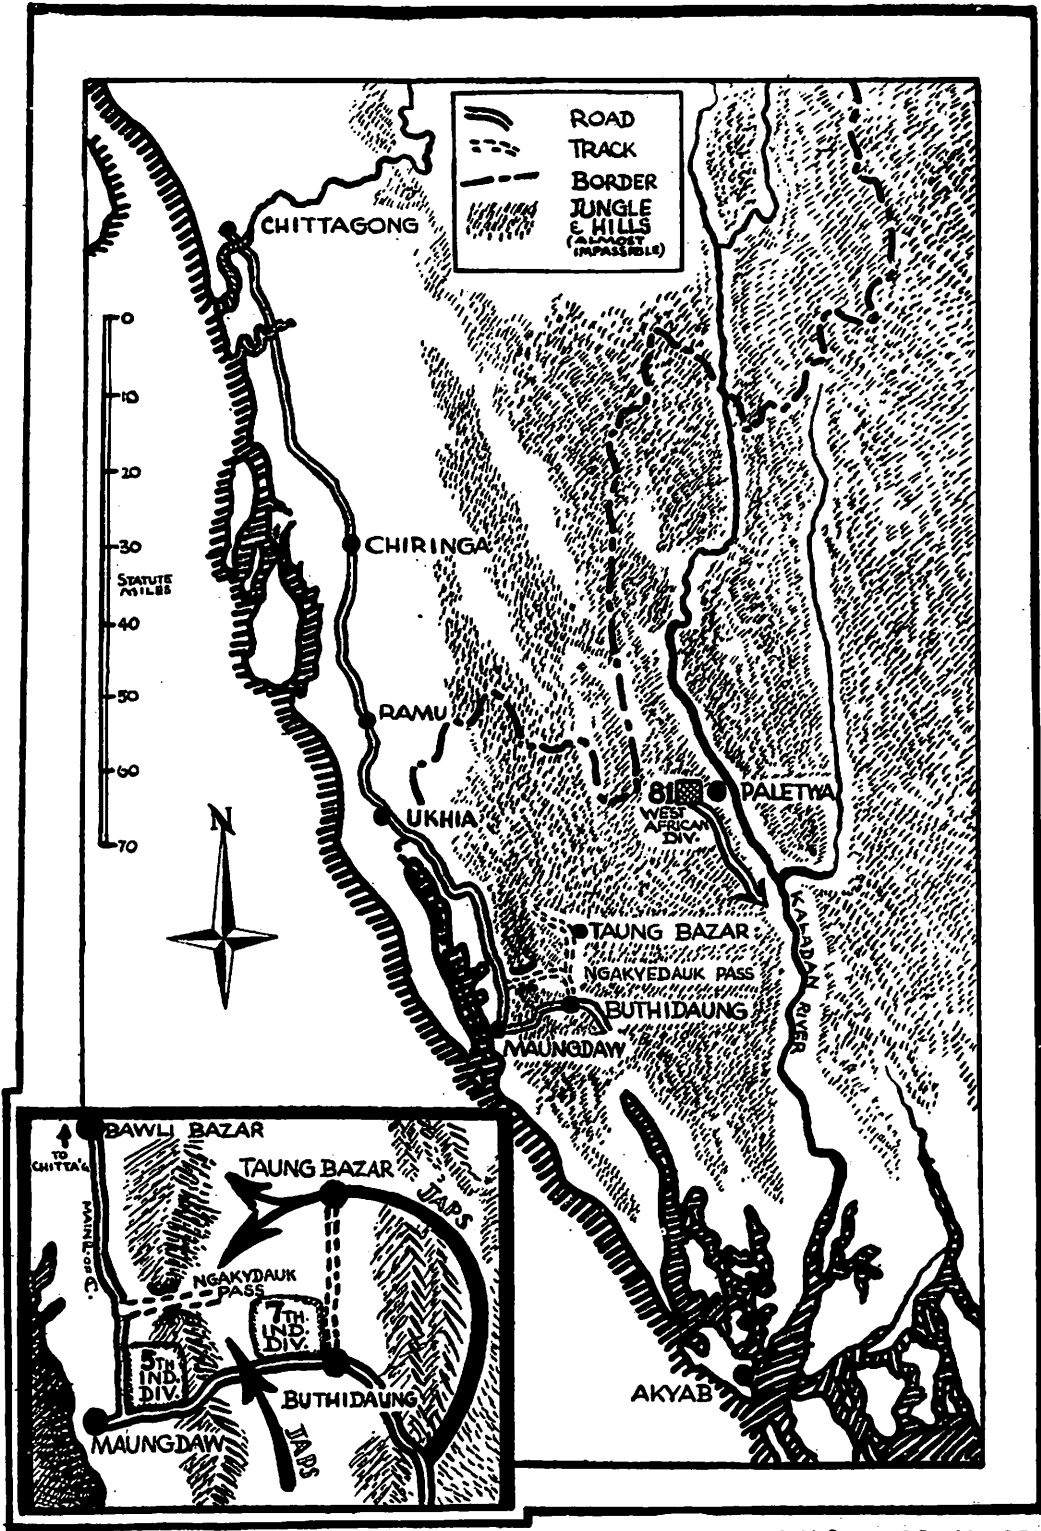 ROAD
TRACK
BORDER
JUNGLE
& HILLS
(ALMOST
IMPASSABLE)
CHITTAGONG
0
10
20
30
STATUTE
MILES
40
50
60
70
CHIRINGA
RAMU
UKHIA
N
81
WEST
AFRICAN
DIV.
PALETWA
KALADAN RIVER
TAUNG BAZAR
NGAKYEDAUK PASS
BUTHIDAUNG
MAUNGDAW
AKYAB
BAWLI BAZAR
TO
CHITTA'G
TAUNG BAZAR
JAPS
NGAKYDAUK
PASS
7TH
IND.
DIV.
5TH
IND.
DIV.
BUTHIDAUNG
MAUNGDAW
JAPS